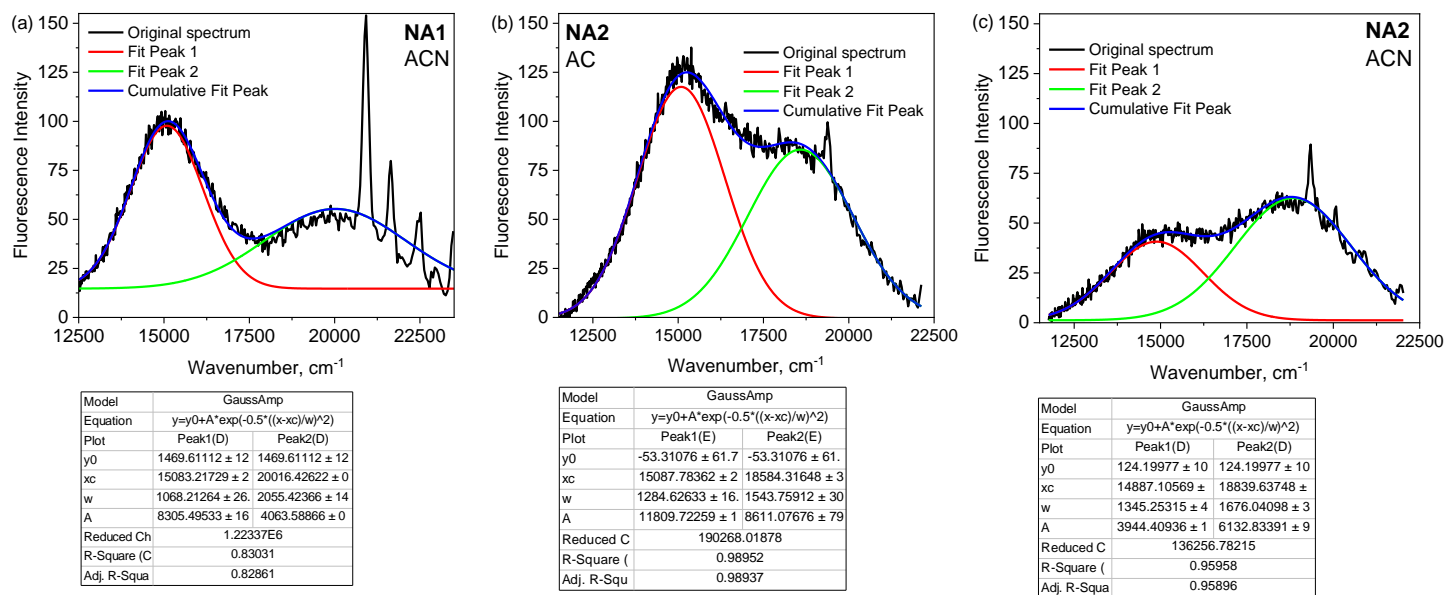 (a)
NA1
ACN
Original spectrum
Fit Peak 1
Fit Peak 2
Cumulative Fit Peak
Fluorescence Intensity
150
125
100
75
50
25
0
12500 15000 17500 20000 22500
Wavenumber, cm-1
Model GaussAmp
Equation y=y0+A*exp(-0.5*((x-xc)/w)^2)
Plot Peak1(D) Peak2(D)
y0 1469.61112 ± 12 1469.61112 ± 12
xc 15083.21729 ± 2 20016.42622 ± 0
w 1068.21264 ± 26. 2055.42366 ± 14
A 8305.49533 ± 16 4063.58866 ± 0
Reduced Ch 1.22337E6
R-Square (C 0.83031
Adj. R-Squa 0.82861
(b)
NA2
AC
Original spectrum
Fit Peak 1
Fit Peak 2
Cumulative Fit Peak
Fluorescence Intensity
150
125
100
75
50
25
0
12500 15000 17500 20000 22500
Wavenumber, cm-1
Model GaussAmp
Equation y=y0+A*exp(-0.5*((x-xc)/w)^2)
Plot Peak1(E) Peak2(E)
y0 -53.31076 ± 61.7 -53.31076 ± 61.
xc 15087.78362 ± 2 18584.31648 ± 3
w 1284.62633 ± 16. 1543.75912 ± 30
A 11809.72259 ± 1 8611.07676 ± 79
Reduced C 190268.01878
R-Square ( 0.98952
Adj. R-Squ 0.98937
(c)
NA2
ACN
Original spectrum
Fit Peak 1
Fit Peak 2
Cumulative Fit Peak
Fluorescence Intensity
150
125
100
75
50
25
0
12500 15000 17500 20000 22500
Wavenumber, cm-1
Model GaussAmp
Equation y=y0+A*exp(-0.5*((x-xc)/w)^2)
Plot Peak1(D) Peak2(D)
y0 124.19977 ± 10 124.19977 ± 10
xc 14887.10569 ± 18839.63748 ±
w 1345.25315 ± 4 1676.04098 ± 3
A 3944.40936 ± 1 6132.83391 ± 9
Reduced C 136256.78215
R-Square ( 0.95958
Adj. R-Squa 0.95896